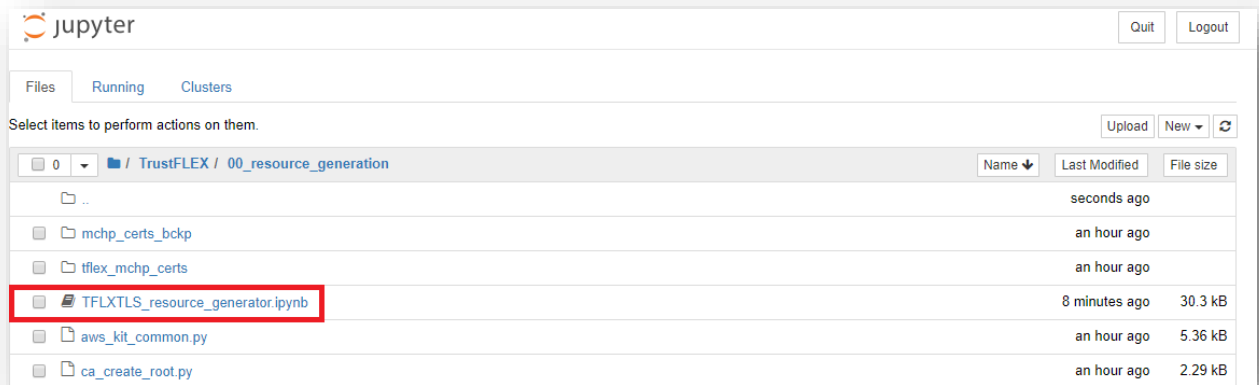 jupyter
Quit Logout
Files Running Clusters
Select items to perform actions on them.
Upload New
0 / TrustFLEX / 00_resource_generation Name Last Modified File size
.. seconds ago
mchp_certs_bckp an hour ago
tflex_mchp_certs an hour ago
TFLXTLS_resource_generator.ipynb 8 minutes ago 30.3 kB
aws_kit_common.py an hour ago 5.36 kB
ca_create_root.py an hour ago 2.29 kB